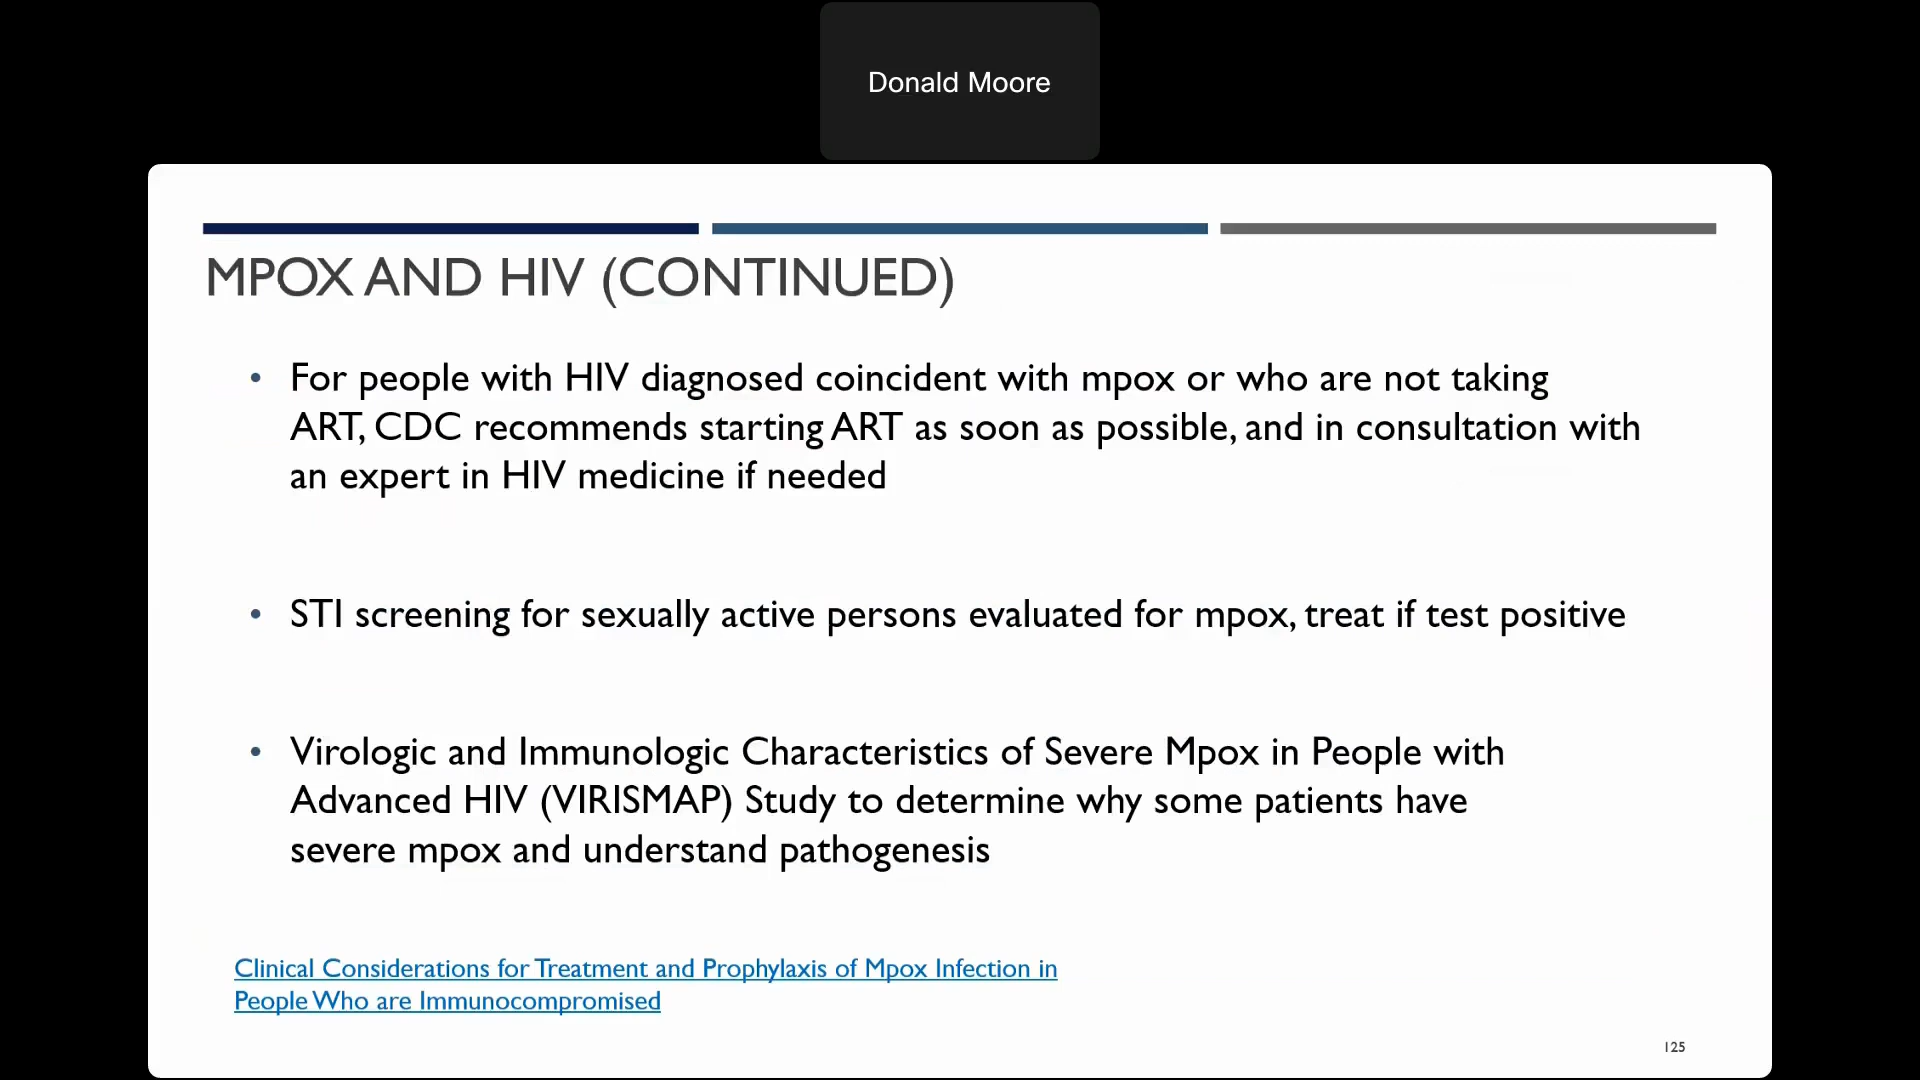 Donald Moore
MPOX AND HIV (CONTINUED)
• For people with HIV diagnosed coincident with mpox or who are not taking
ART, CDC recommends starting ART as soon as possible, and in consultation with
an expert in HIV medicine if needed
• STI screening for sexually active persons evaluated for mpox, treat if test positive
• Virologic and Immunologic Characteristics of Severe Mpox in People with
Advanced HIV (VIRISMAP) Study to determine why some patients have
severe mpox and understand pathogenesis
Clinical Considerations for Treatment and Prophylaxis of Mpox Infection in
People Who are Immunocompromised
125